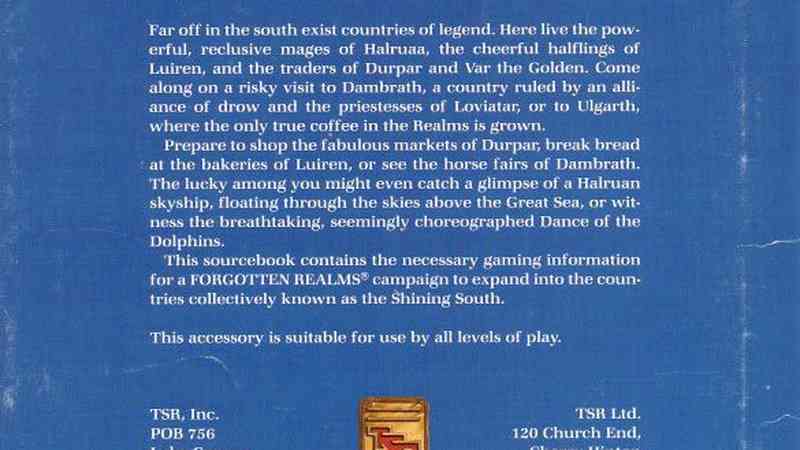 Far off in the south exist countries of legend. Here live the pow-
erful, reclusive mages of Halruaa, the cheerful halflings of
Luiren, and the traders of Durpar and Var the Golden. Come
along on a risky visit to Dambrath, a country ruled by an alli-
ance of drow and the priestesses of Loviatar, or to Ulgarth,
where the only true coffee in the Realms is grown.
Prepare to shop the fabulous markets of Durpar, break bread
at the bakeries of Luiren, or see the horse fairs of Dambrath.
The lucky among you might even catch a glimpse of a Halruan
skyship, floating through the skies above the Great Sea, or wit-
ness the breathtaking, seemingly choreographed Dance of the
Dolphins.
This sourcebook contains the necessary gaming information
for a FORGOTTEN REALMS® campaign to expand into the coun-
tries collectively known as the Shining South.
This accessory is suitable for use by all levels of play.
TSR, Inc.
POB 756
TSR
TSR Ltd.
120 Church End,